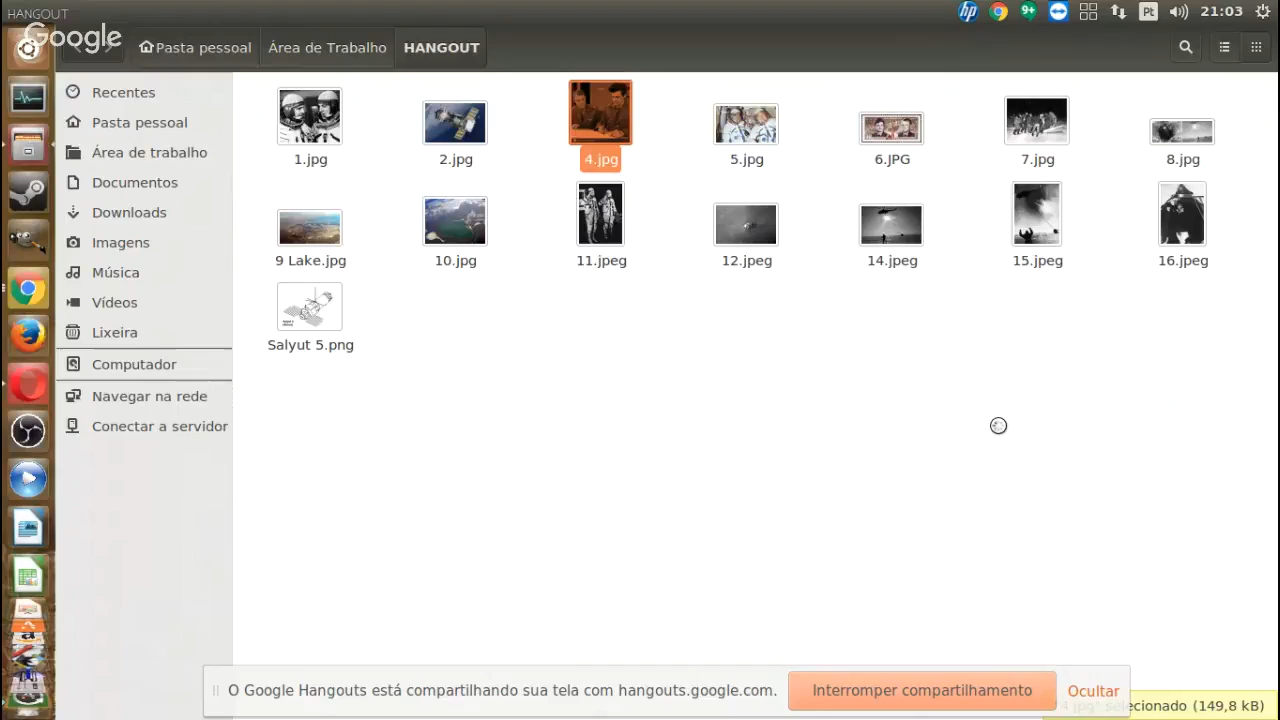 HANGOUT
Google
hp
9+
Pt
21:03
Pasta pessoal
Área de Trabalho
HANGOUT
Recentes
Pasta pessoal
Área de trabalho
Documentos
Downloads
Imagens
Música
Vídeos
Lixeira
Computador
Navegar na rede
Conectar a servidor
1.jpg
2.jpg
4.jpg
5.jpg
6.JPG
7.jpg
8.jpg
9 Lake.jpg
10.jpg
11.jpeg
12.jpeg
14.jpeg
15.jpeg
16.jpeg
Salyut 5.png
O Google Hangouts está compartilhando sua tela com hangouts.google.com.
Interromper compartilhamento
Ocultar
"4.jpg" selecionado (149,8 kB)